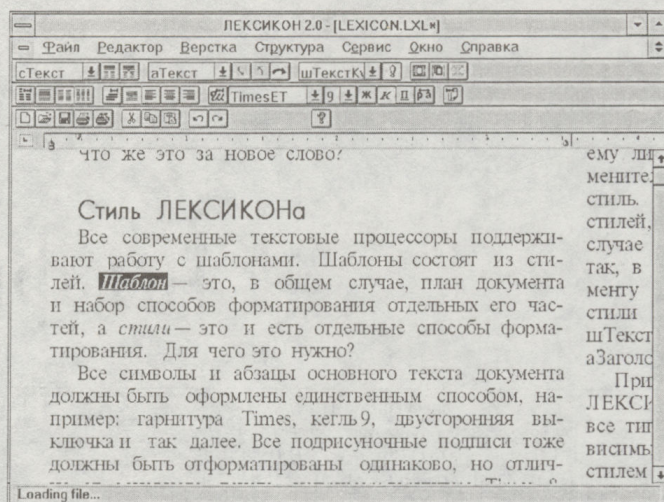 ЛЕКСИКОН 2.0 - [LEXICON.LXL*]
Файл Редактор Верстка Структура Сервис Окно Справка
сТекст аТекст шТекстК
TimesET 9 Ж К П
?
что же это за новое слово?
Стиль ЛЕКСИКОНа
Все современные текстовые процессоры поддержи-
вают работу с шаблонами. Шаблоны состоят из сти-
лей. Шаблон — это, в общем случае, план документа
и набор способов форматирования отдельных его час-
тей, а стили — это и есть отдельные способы форма-
тирования. Для чего это нужно?
Все символы и абзацы основного текста документа
должны быть оформлены единственным способом, на-
пример: гарнитура Times, кегль 9, двусторонняя вы-
ключка и так далее. Все подрисуночные подписи тоже
должны быть отформатированы одинаково, но отлич-
ему ли
мените
стиль.
стилей,
случае
так, в
менту
стили
шТекст
аЗаголо
При
ЛЕКСИ
все тип
висимь
стилем
Loading file...